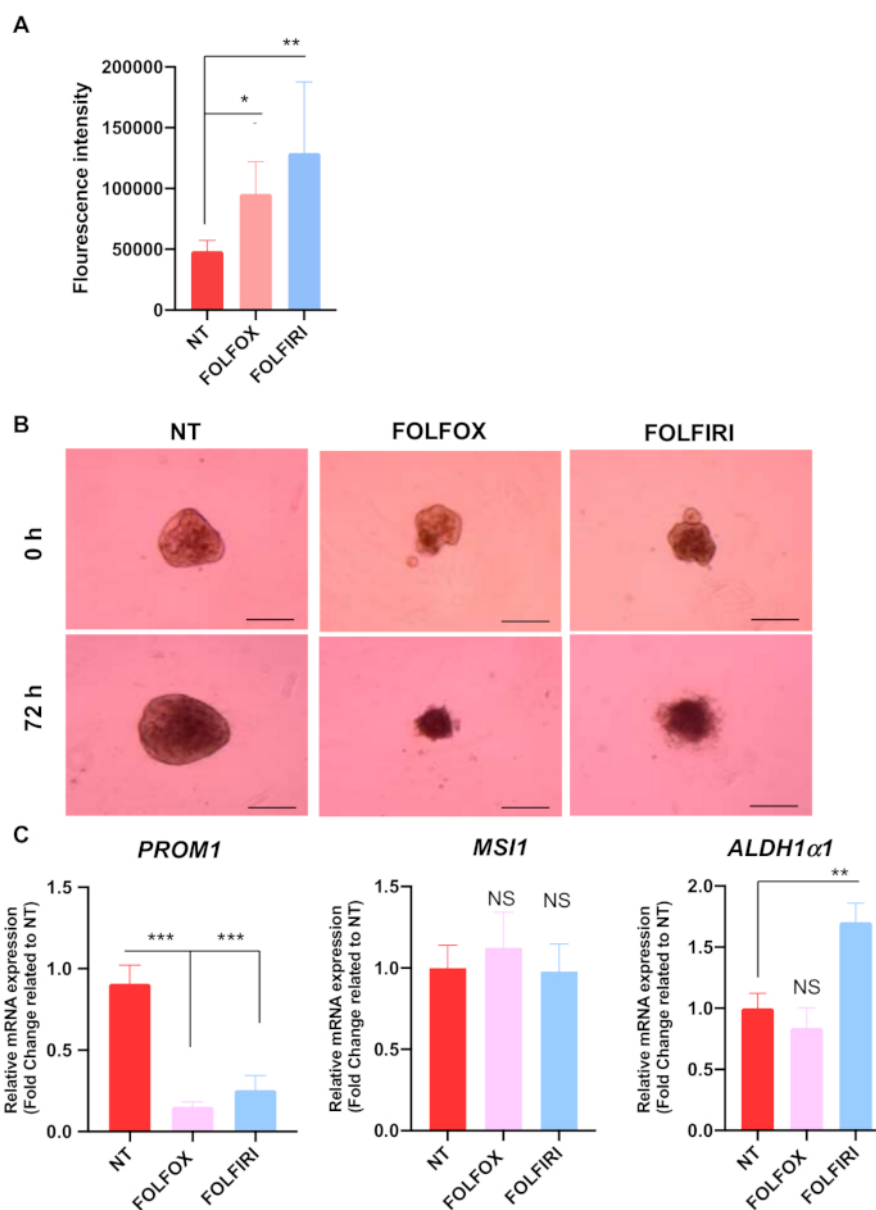 A
Flourescence intensity
200000
150000
100000
50000
0
*
**
NT
FOLFOX
FOLFIRI
B
NT
FOLFOX
FOLFIRI
0 h
72 h
C
PROM1
Relative mRNA expression
(Fold Change related to NT)
1.5
1.0
0.5
0.0
***
***
NT
FOLFOX
FOLFIRI
MSI1
Relative mRNA expression
(Fold Change related to NT)
1.5
1.0
0.5
0.0
NS
NS
NT
FOLFOX
FOLFIRI
ALDH1α1
Relative mRNA expression
(Fold Change related to NT)
2.0
1.5
1.0
0.5
0.0
**
NS
NT
FOLFOX
FOLFIRI